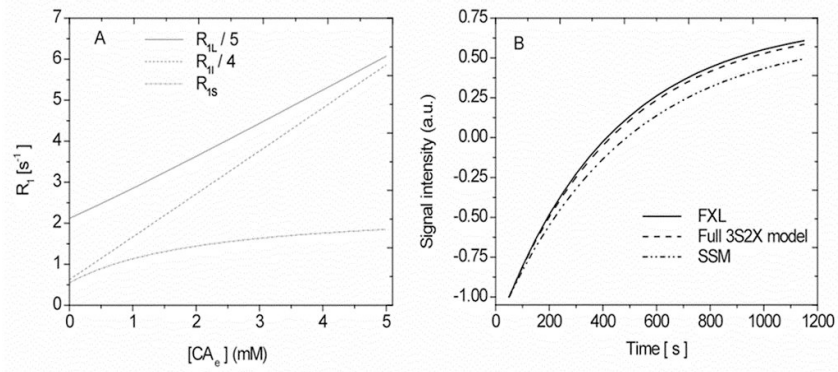 A
R1L / 5
R1I / 4
R1S
7
6
5
4
3
2
1
0
R1 [s-1]
0 1 2 3 4 5
[CAe] (mM)
B
0.75
0.50
0.25
0.00
-0.25
-0.50
-0.75
-1.00
Signal intensity (a.u.)
FXL
Full 3S2X model
SSM
0 200 400 600 800 1000 1200
Time [ s ]